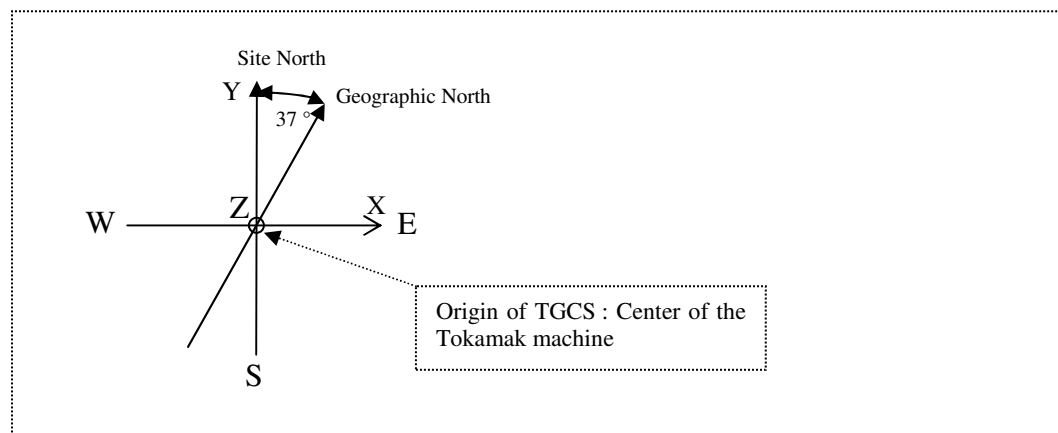 Site North
Y
Geographic North
37 °
Z
X
W
E
Origin of TGCS : Center of the
Tokamak machine
S